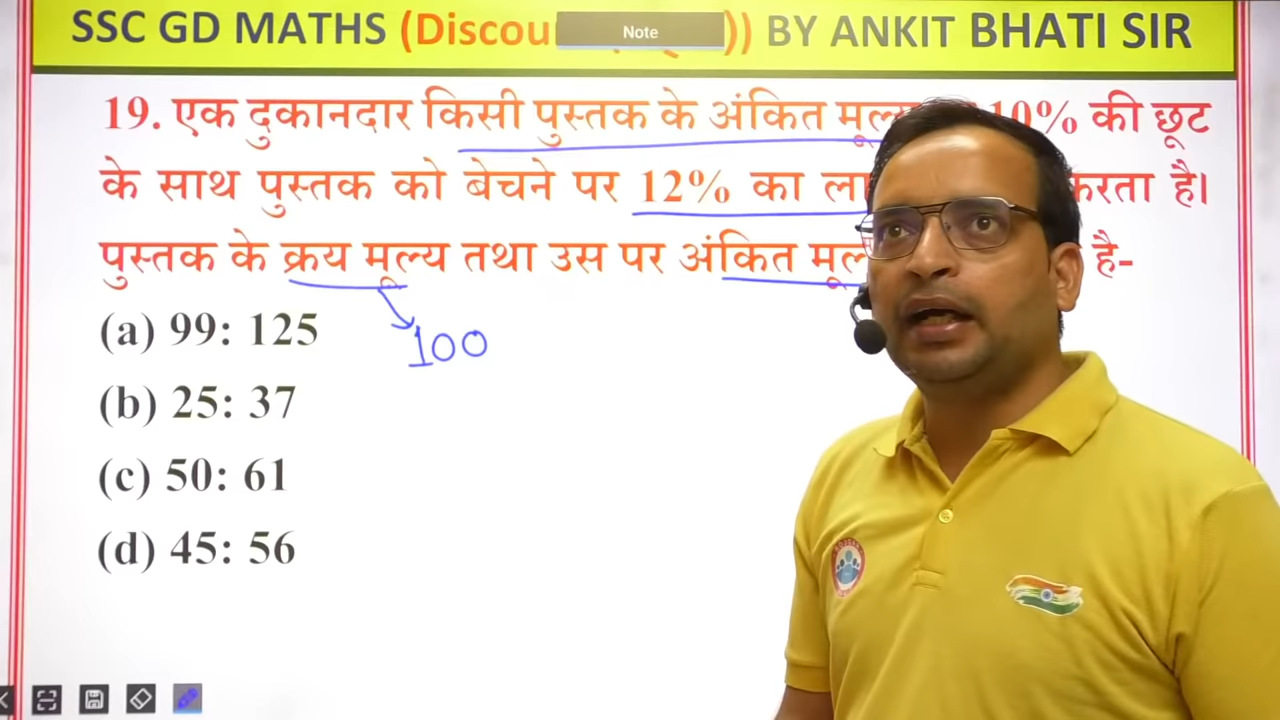 SSC GD MATHS (Discou )) BY ANKIT BHATI SIR
Note
19. एक दुकानदार किसी पुस्तक के अंकित 10% की छूट
के साथ पुस्तक को बेचने पर 12% का करता है।
पुस्तक के क्रय मूल्य तथा उस पर अंकित है-
(a) 99: 125
100
(b) 25: 37
(c) 50: 61
(d) 45: 56